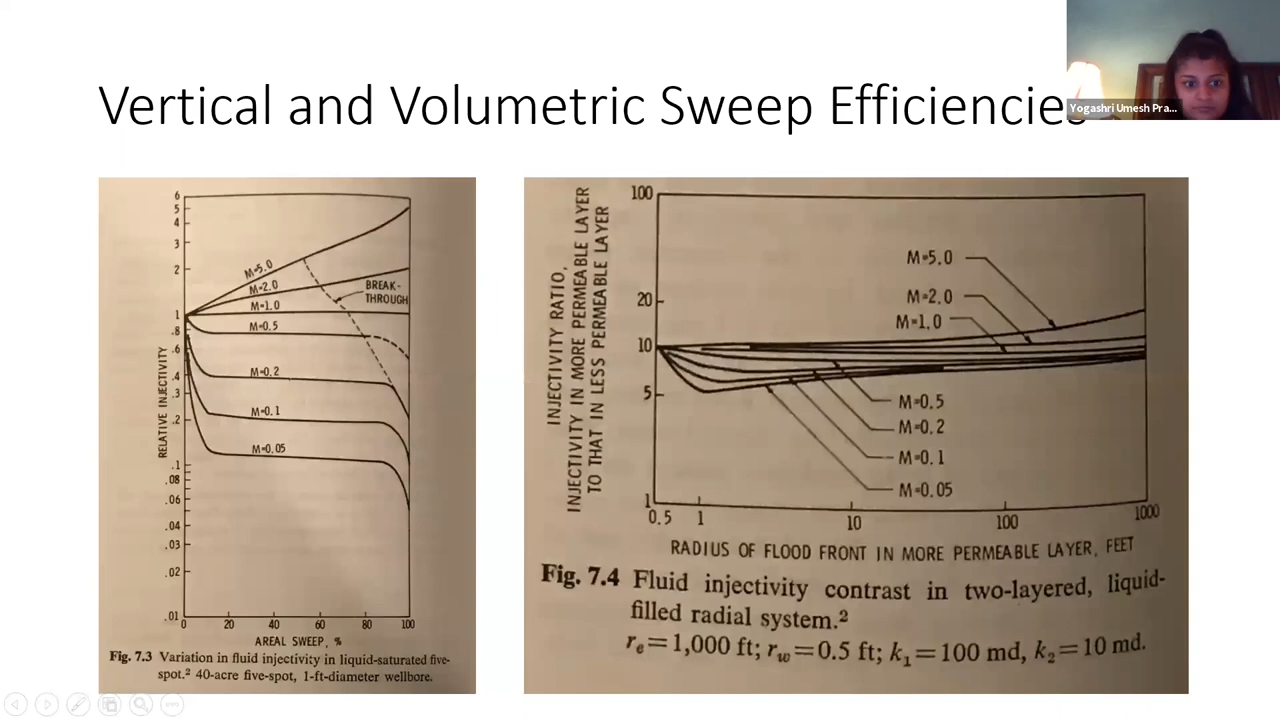 Vertical and Volumetric Sweep Efficiencies
Yogashri Umesh Pra...
RELATIVE INJECTIVITY
6
5
4
3
2
1
.8
.6
.4
.3
.2
.1
.08
.06
.04
.03
.02
.01
M=5.0
M=2.0
M=1.0
M=0.5
M=0.2
M=0.1
M=0.05
BREAK-
THROUGH
0 20 40 60 80 100
AREAL SWEEP, %
Fig. 7.3 Variation in fluid injectivity in liquid-saturated five-
spot.² 40-acre five-spot, 1-ft-diameter wellbore.
INJECTIVITY RATIO,
INJECTIVITY IN MORE PERMEABLE LAYER
TO THAT IN LESS PERMEABLE LAYER
100
20
10
5
1
M=5.0
M=2.0
M=1.0
M=0.5
M=0.2
M=0.1
M=0.05
0.5 1 10 100 1000
RADIUS OF FLOOD FRONT IN MORE PERMEABLE LAYER, FEET
Fig. 7.4 Fluid injectivity contrast in two-layered, liquid-
filled radial system.²
rₑ=1,000 ft; r_w=0.5 ft; k₁=100 md, k₂=10 md.